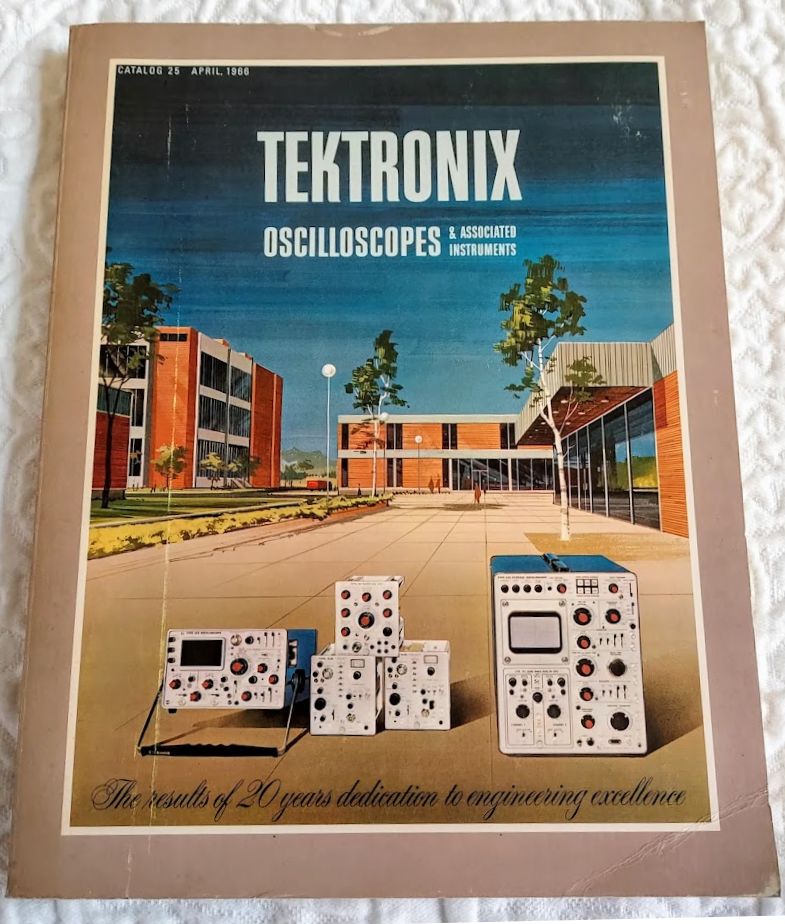 CATALOG 25 APRIL, 1966
TEKTRONIX
OSCILLOSCOPES & ASSOCIATED
INSTRUMENTS
The results of 20 years dedication to engineering excellence